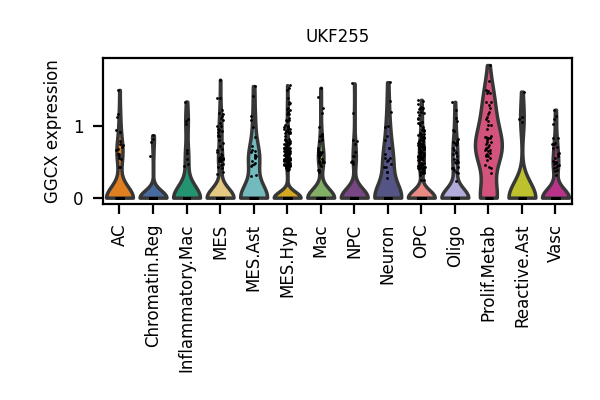 UKF255
GGCX expression
1
0
AC
Chromatin.Reg
Inflammatory.Mac
MES
MES.Ast
MES.Hyp
Mac
NPC
Neuron
OPC
Oligo
Prolif.Metab
Reactive.Ast
Vasc